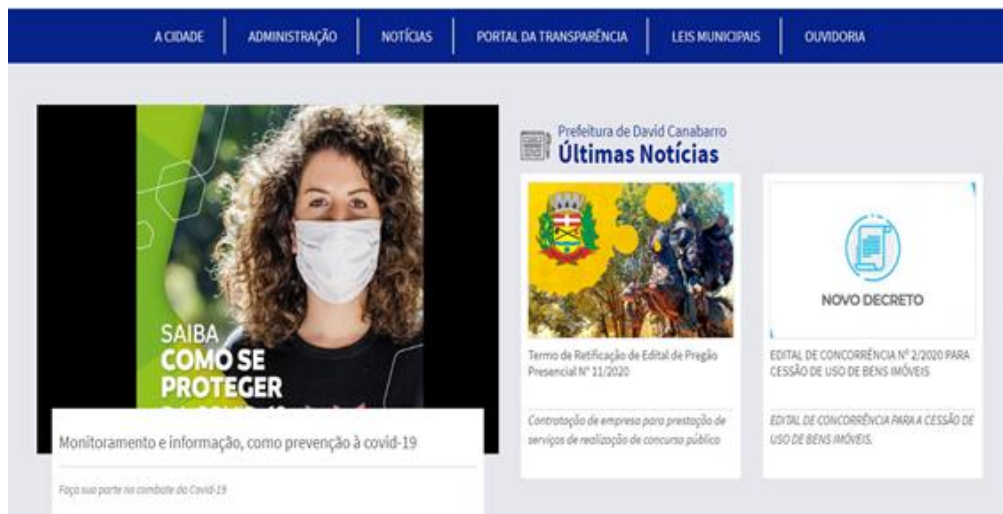 A CIDADE
ADMINISTRAÇÃO
NOTÍCIAS
PORTAL DA TRANSPARÊNCIA
LEIS MUNICIPAIS
OUVIDORIA
SAIBA
COMO SE
PROTEGER
Monitoramento e informação, como prevenção à covid-19
Faça sua parte no combate da Covid-19
Prefeitura de David Canabarro
Últimas Notícias
Termo de Retificação de Edital de Pregão
Presencial N° 11/2020
Contratação de empresa para prestação de
serviços de realização de concurso público
NOVO DECRETO
EDITAL DE CONCORRÊNCIA Nº 2/2020 PARA
CESSÃO DE USO DE BENS IMÓVEIS
EDITAL DE CONCORRÊNCIA PARA A CESSÃO DE
USO DE BENS IMÓVEIS.